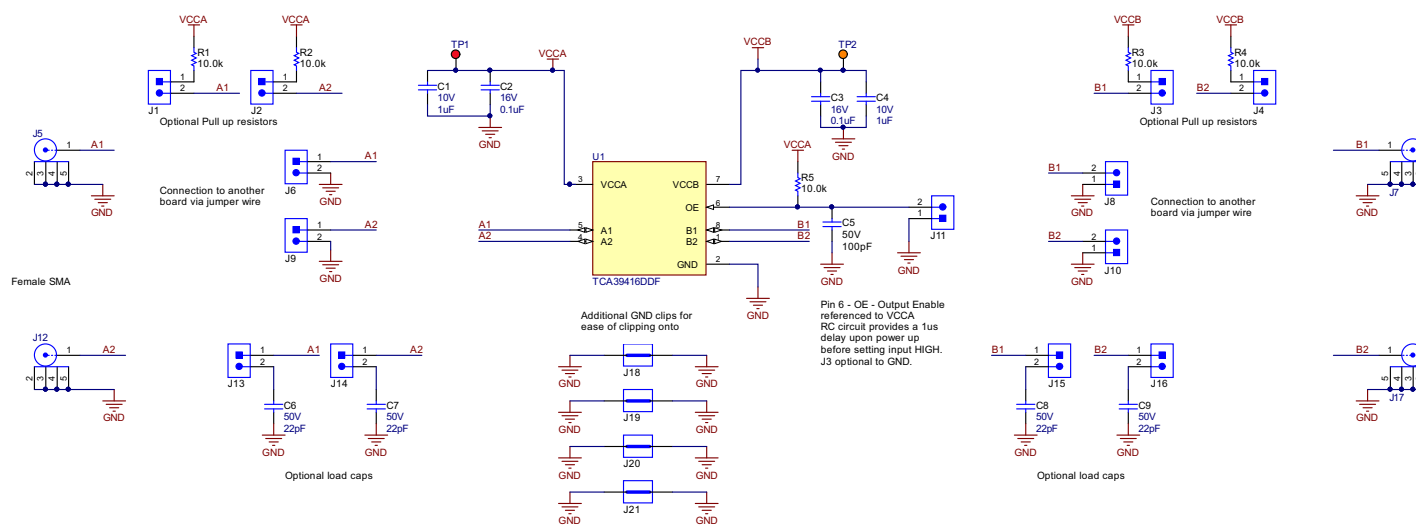 VCCA
R1
10.0k
1
2
A1
J1
VCCA
R2
10.0k
1
2
A2
J2
Optional Pull up resistors
TP1
VCCA
C1
10V
1uF
C2
16V
0.1uF
GND
VCCB
TP2
C3
16V
0.1uF
C4
10V
1uF
GND
VCCB
R3
10.0k
1
2
B1
J3
VCCB
R4
10.0k
1
2
B2
J4
Optional Pull up resistors
J5
1
A1
2
3
4
5
GND
Connection to another
board via jumper wire
1
A1
2
J6
GND
1
A2
2
J9
GND
Female SMA
U1
3
VCCA
VCCB
7
OE
6
A1
5
A1
B1
8
B1
A2
4
A2
B2
1
B2
GND
2
GND
TCA39416DDF
VCCA
R5
10.0k
C5
50V
100pF
GND
2
1
J11
GND
B1
2
1
J8
GND
B2
2
1
J10
GND
Connection to another
board via jumper wire
B1
1
5
4
3
J7
GND
Pin 6 - OE - Output Enable
referenced to VCCA
RC circuit provides a 1us
delay upon power up
before setting input HIGH.
J3 optional to GND.
Additional GND clips for
ease of clipping onto
GND
J18
GND
GND
J19
GND
GND
J20
GND
GND
J21
GND
J12
1
A2
2
3
4
5
GND
1
A1
2
J13
C6
50V
22pF
GND
1
A2
2
J14
C7
50V
22pF
GND
Optional load caps
B1
1
2
J15
C8
50V
22pF
GND
B2
1
2
J16
C9
50V
22pF
GND
Optional load caps
B2
1
5
4
3
J17
GND